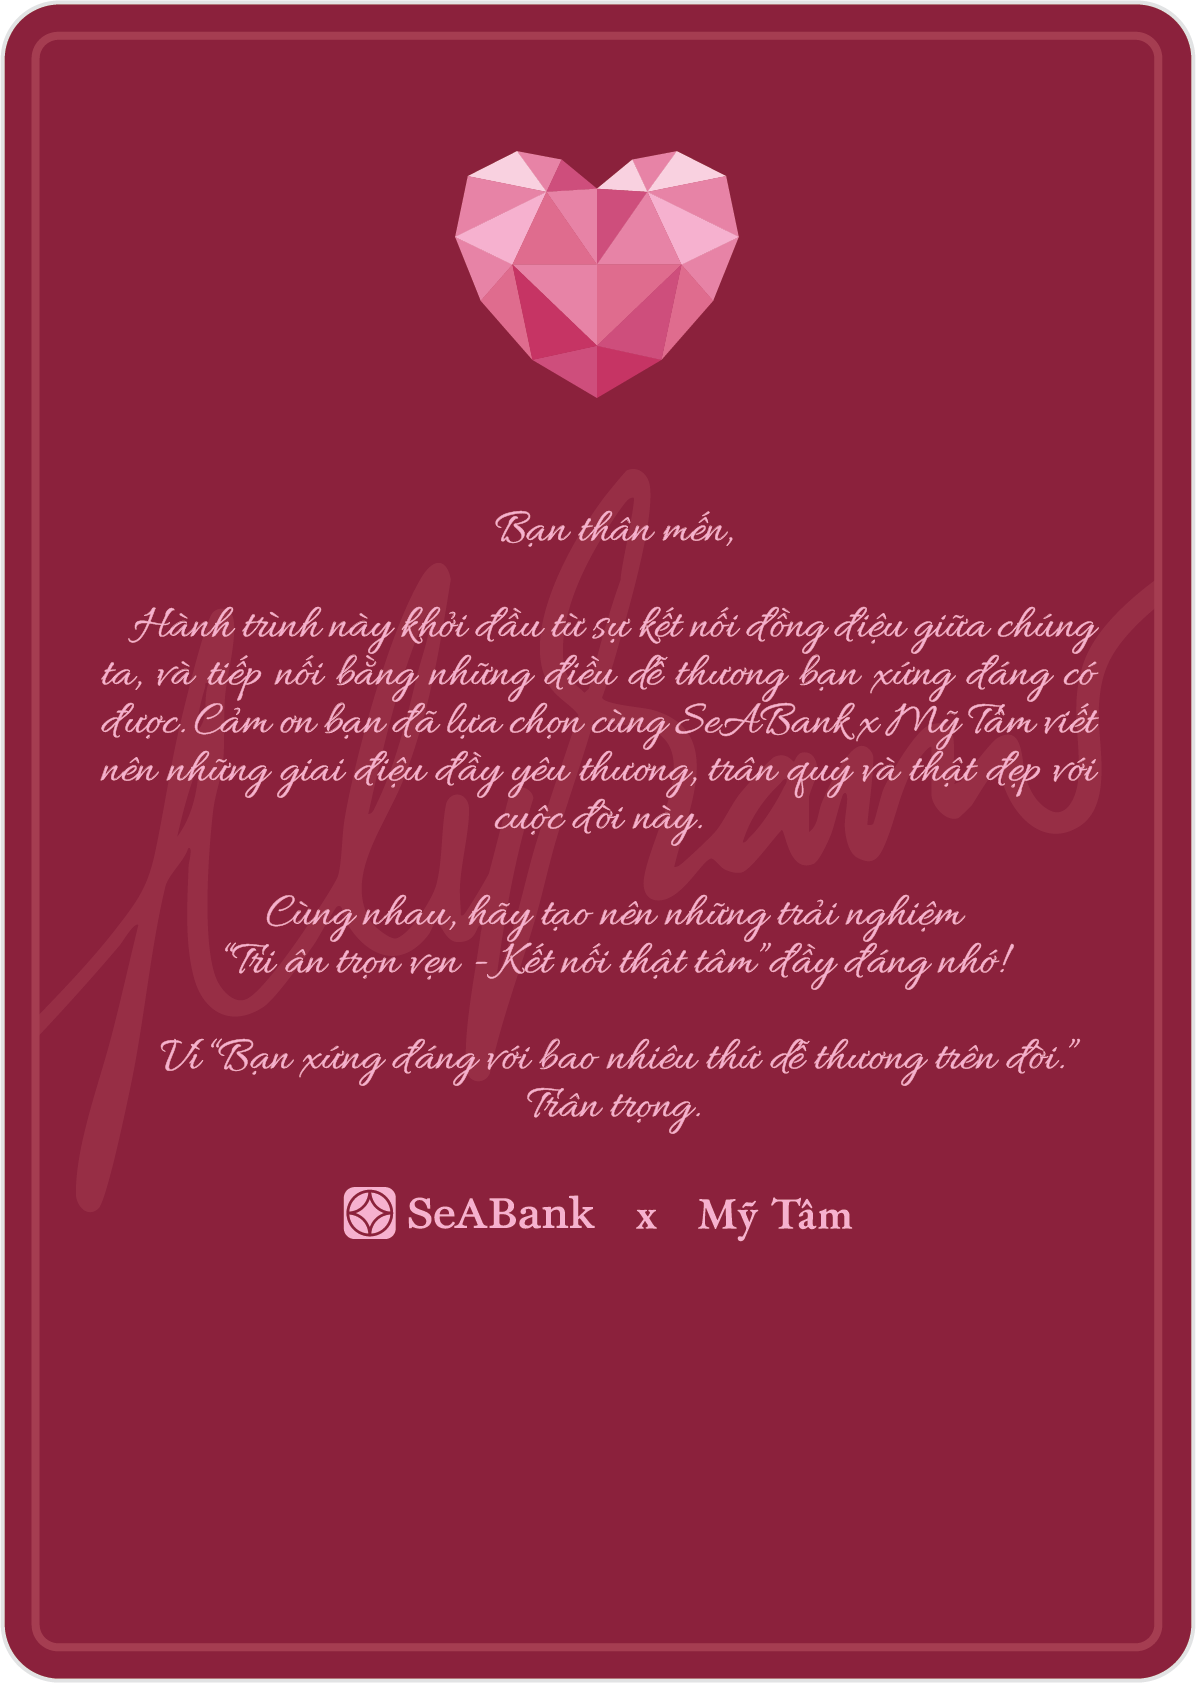 Bạn thân mến,
Hành trình này khởi đầu từ sự kết nối đồng điệu giữa chúng
ta, và tiếp nối bằng những điều dễ thương bạn xứng đáng có
được. Cảm ơn bạn đã lựa chọn cùng SeABank x Mỹ Tâm viết
nên những giai điệu đầy yêu thương, trân quý và thật đẹp với
cuộc đời này.
Cùng nhau, hãy tạo nên những trải nghiệm
“Tri ân trọn vẹn - Kết nối thật tâm” đầy đáng nhớ!
Vì “Bạn xứng đáng với bao nhiêu thứ dễ thương trên đời.”
Trân trọng.
SeABank x Mỹ Tâm